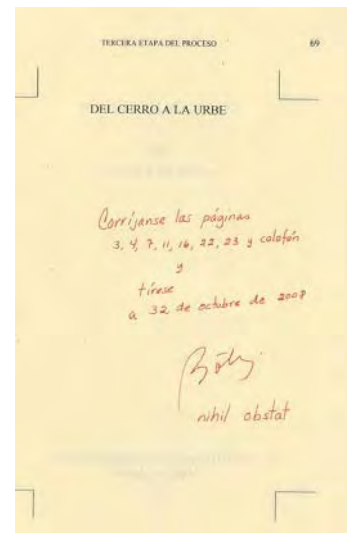 TERCERA ETAPA DEL PROCESO 69
DEL CERRO A LA URBE
Corríjanse las páginas
3, 4, 7, 11, 16, 22, 23 y colofón
y
tírese
a 32 de octubre de 2008
nihil obstat